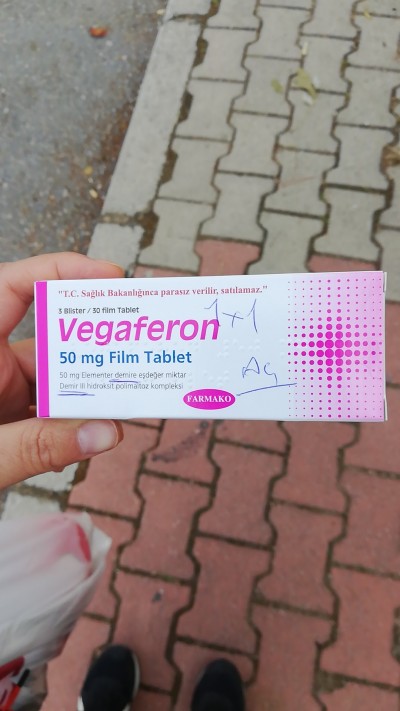 "T.C. Sağlık Bakanlığınca parasız verilir, satılamaz."
3 Blister / 30 film Tablet
Vegaferon
1x1
50 mg Film Tablet
50 mg Elementer demire eşdeğer miktar
Aç
Demir III hidroksit polimaltoz kompleksi
FARMAKO